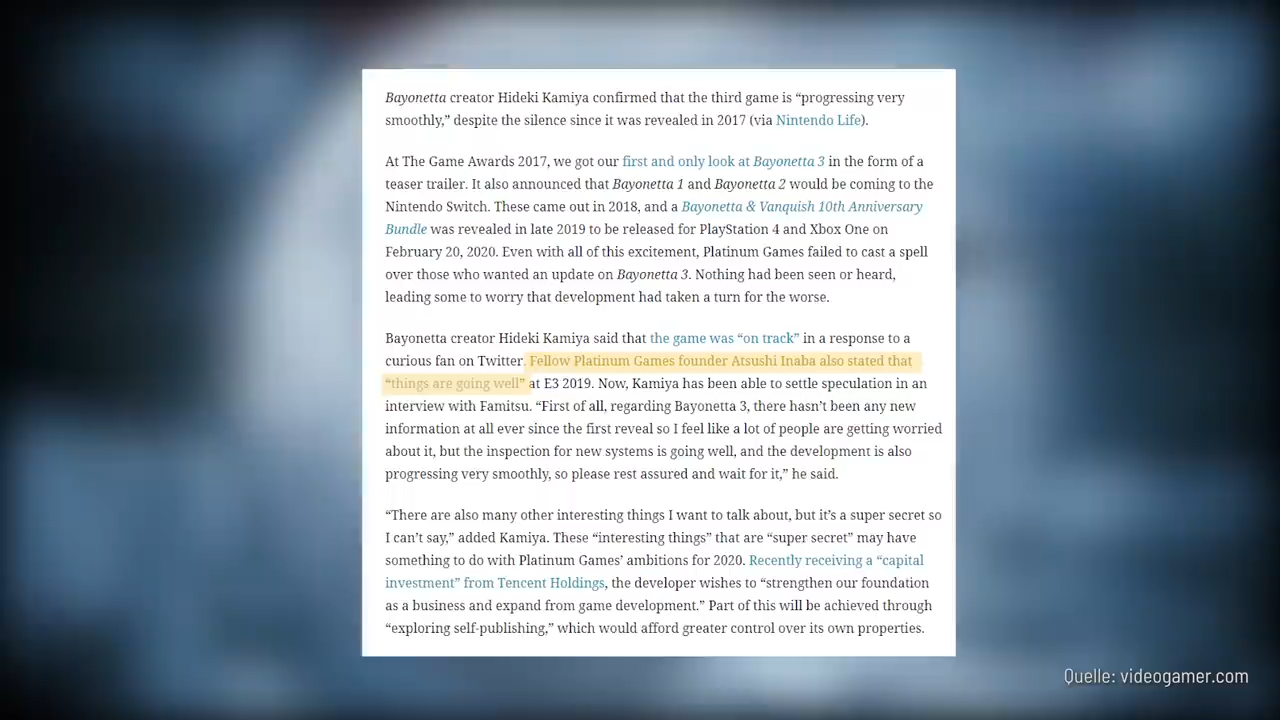 Bayonetta creator Hideki Kamiya confirmed that the third game is “progressing very
smoothly,” despite the silence since it was revealed in 2017 (via Nintendo Life).
At The Game Awards 2017, we got our first and only look at Bayonetta 3 in the form of a
teaser trailer. It also announced that Bayonetta 1 and Bayonetta 2 would be coming to the
Nintendo Switch. These came out in 2018, and a Bayonetta & Vanquish 10th Anniversary
Bundle was revealed in late 2019 to be released for PlayStation 4 and Xbox One on
February 20, 2020. Even with all of this excitement, Platinum Games failed to cast a spell
over those who wanted an update on Bayonetta 3. Nothing had been seen or heard,
leading some to worry that development had taken a turn for the worse.
Bayonetta creator Hideki Kamiya said that the game was “on track” in a response to a
curious fan on Twitter. Fellow Platinum Games founder Atsushi Inaba also stated that
“things are going well” at E3 2019. Now, Kamiya has been able to settle speculation in an
interview with Famitsu. “First of all, regarding Bayonetta 3, there hasn’t been any new
information at all ever since the first reveal so I feel like a lot of people are getting worried
about it, but the inspection for new systems is going well, and the development is also
progressing very smoothly, so please rest assured and wait for it,” he said.
“There are also many other interesting things I want to talk about, but it’s a super secret so
I can’t say,” added Kamiya. These “interesting things” that are “super secret” may have
something to do with Platinum Games’ ambitions for 2020. Recently receiving a “capital
investment” from Tencent Holdings, the developer wishes to “strengthen our foundation
as a business and expand from game development.” Part of this will be achieved through
“exploring self-publishing,” which would afford greater control over its own properties.
Quelle: videogamer.com